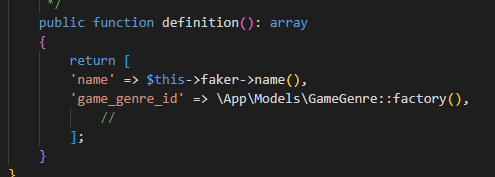 */
public function definition(): array
{
return [
'name' => $this->faker->name(),
'game_genre_id' => \App\Models\GameGenre::factory(),
//
];
}
}